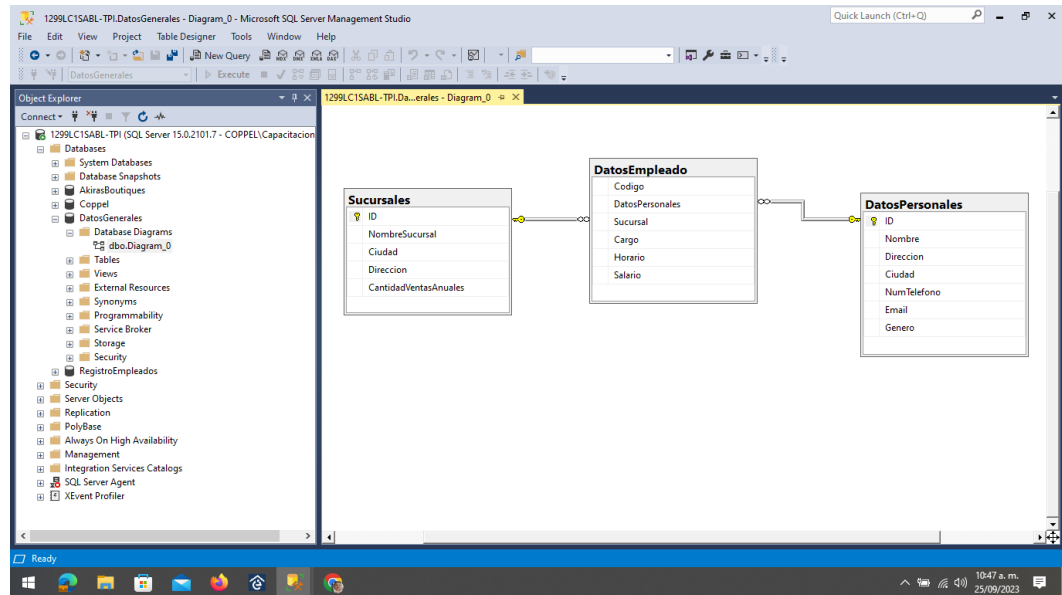 1299LC1SABL-TPI.DatosGenerales - Diagram_0 - Microsoft SQL Server Management Studio
Quick Launch (Ctrl+Q)
File Edit View Project Table Designer Tools Window Help
New Query
DatosGenerales
Execute
Object Explorer
1299LC1SABL-TPI.Da...erales - Diagram_0
Connect
1299LC1SABL-TPI (SQL Server 15.0.2101.7 - COPPEL\Capacitacion
Databases
System Databases
Database Snapshots
AkirasBoutiques
Coppel
DatosGenerales
Database Diagrams
dbo.Diagram_0
Tables
Views
External Resources
Synonyms
Programmability
Service Broker
Storage
Security
RegistroEmpleados
Security
Server Objects
Replication
PolyBase
Always On High Availability
Management
Integration Services Catalogs
SQL Server Agent
XEvent Profiler
Sucursales
ID
NombreSucursal
Ciudad
Direccion
CantidadVentasAnuales
DatosEmpleado
Codigo
DatosPersonales
Sucursal
Cargo
Horario
Salario
DatosPersonales
ID
Nombre
Direccion
Ciudad
NumTelefono
Email
Genero
Ready
10:47 a. m.
25/09/2023